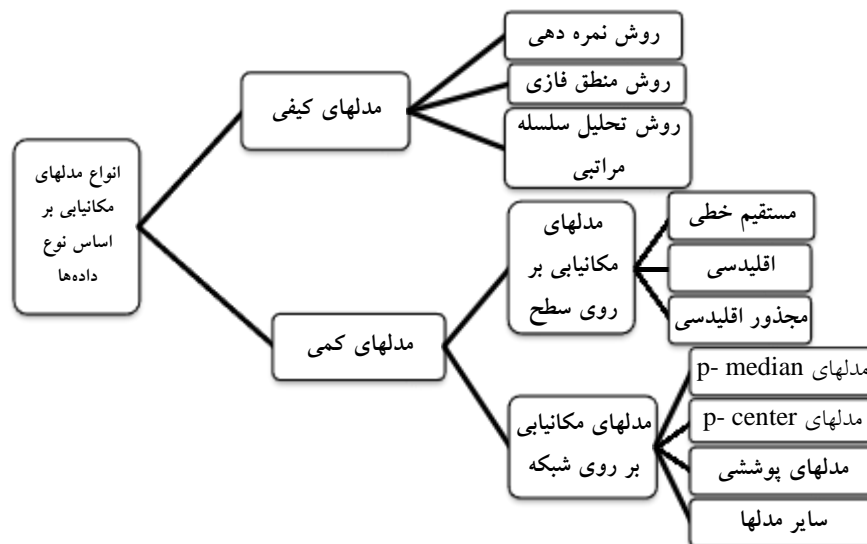 انواع مدلهای
مکانیابی بر
اساس نوع
داده‌ها
مدلهای کیفی
روش نمره دهی
روش منطق فازی
روش تحلیل سلسله
مراتبی
مدلهای کمی
مدلهای
مکانیابی بر
روی سطح
مستقیم خطی
اقلیدسی
مجذور اقلیدسی
مدلهای مکانیابی
بر روی شبکه
مدلهای p- median
مدلهای p- center
مدلهای پوششی
سایر مدلها